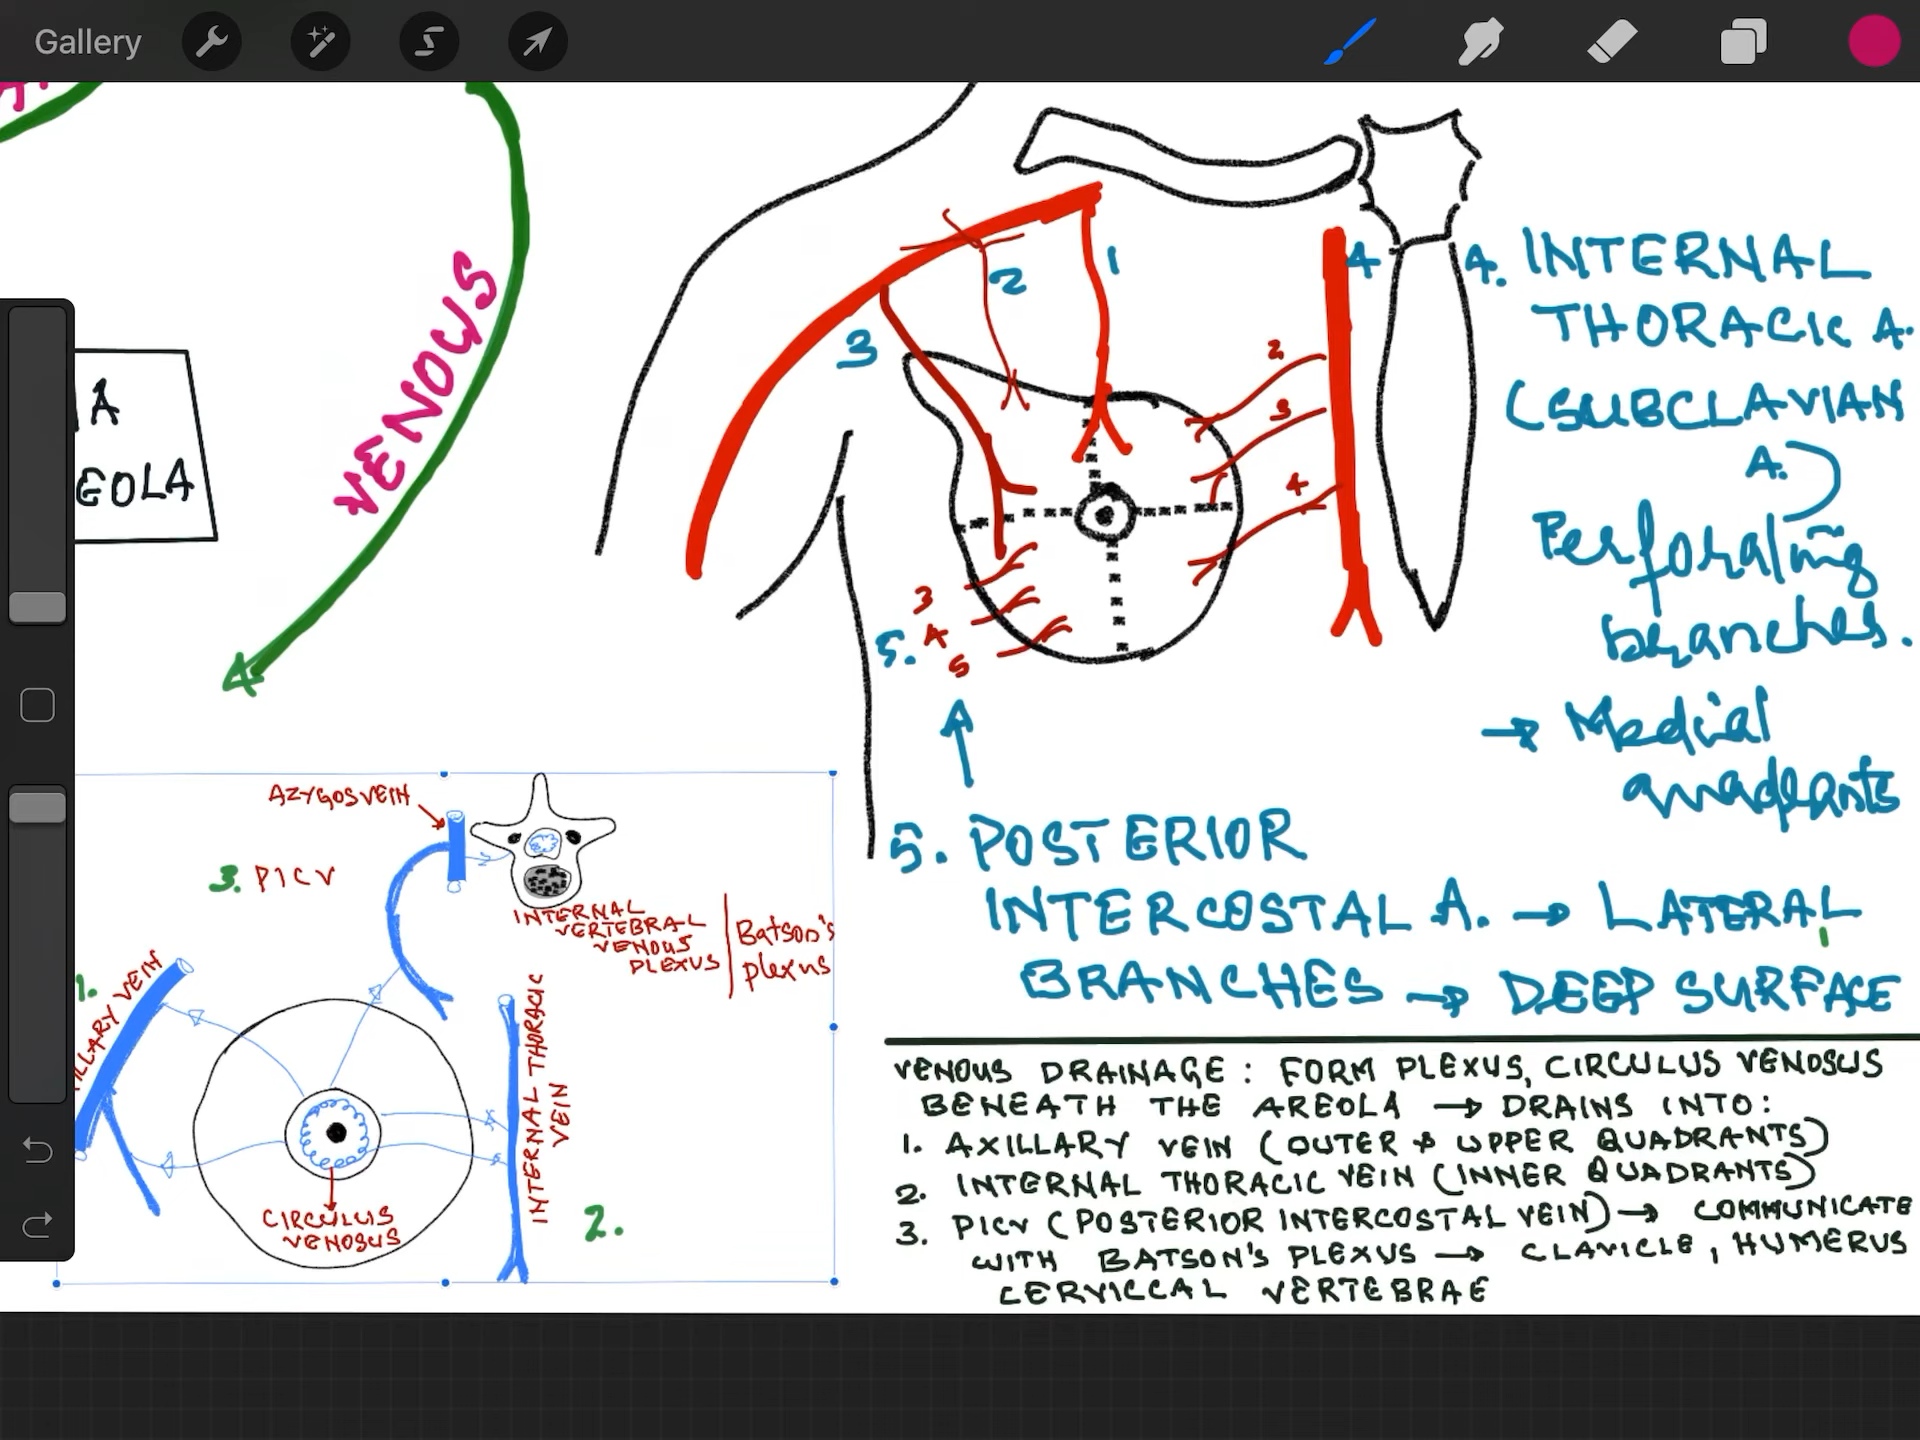 Gallery
VENOUS
A
EOLA
1
2
3
4
2
3
4
3
4
5
5.
4. INTERNAL
THORACIC A.
(SUBCLAVIAN
A.)
Perforating
branches.
→ Medial
quadrants
5. POSTERIOR
INTERCOSTAL A. → LATERAL
BRANCHES → DEEP SURFACE
AZYGOS VEIN
3. PICV
INTERNAL
VERTEBRAL
VENOUS
PLEXUS
Batson's
plexus
1.
ILLARY VEIN
INTERNAL THORACIC
VEIN
2.
CIRCULUS
VENOSUS
VENOUS DRAINAGE: FORM PLEXUS, CIRCULUS VENOSUS
BENEATH THE AREOLA → DRAINS INTO:
1. AXILLARY VEIN (OUTER & UPPER QUADRANTS)
2. INTERNAL THORACIC VEIN (INNER QUADRANTS)
3. PICV (POSTERIOR INTERCOSTAL VEIN) → COMMUNICATE
WITH BATSON'S PLEXUS → CLAVICLE, HUMERUS
CERVICCAL VERTEBRAE